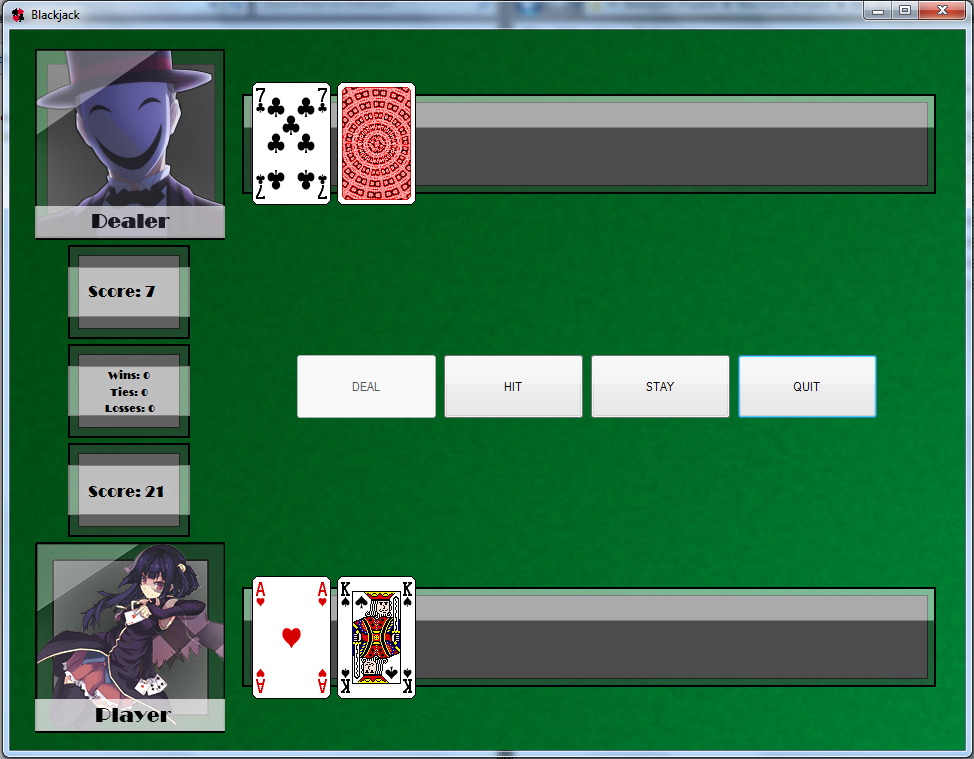 Blackjack
7 7
7 7
Dealer
Score: 7
Wins: 0
Ties: 0
Losses: 0
DEAL HIT STAY QUIT
Score: 21
A A K K
A A K K
Player